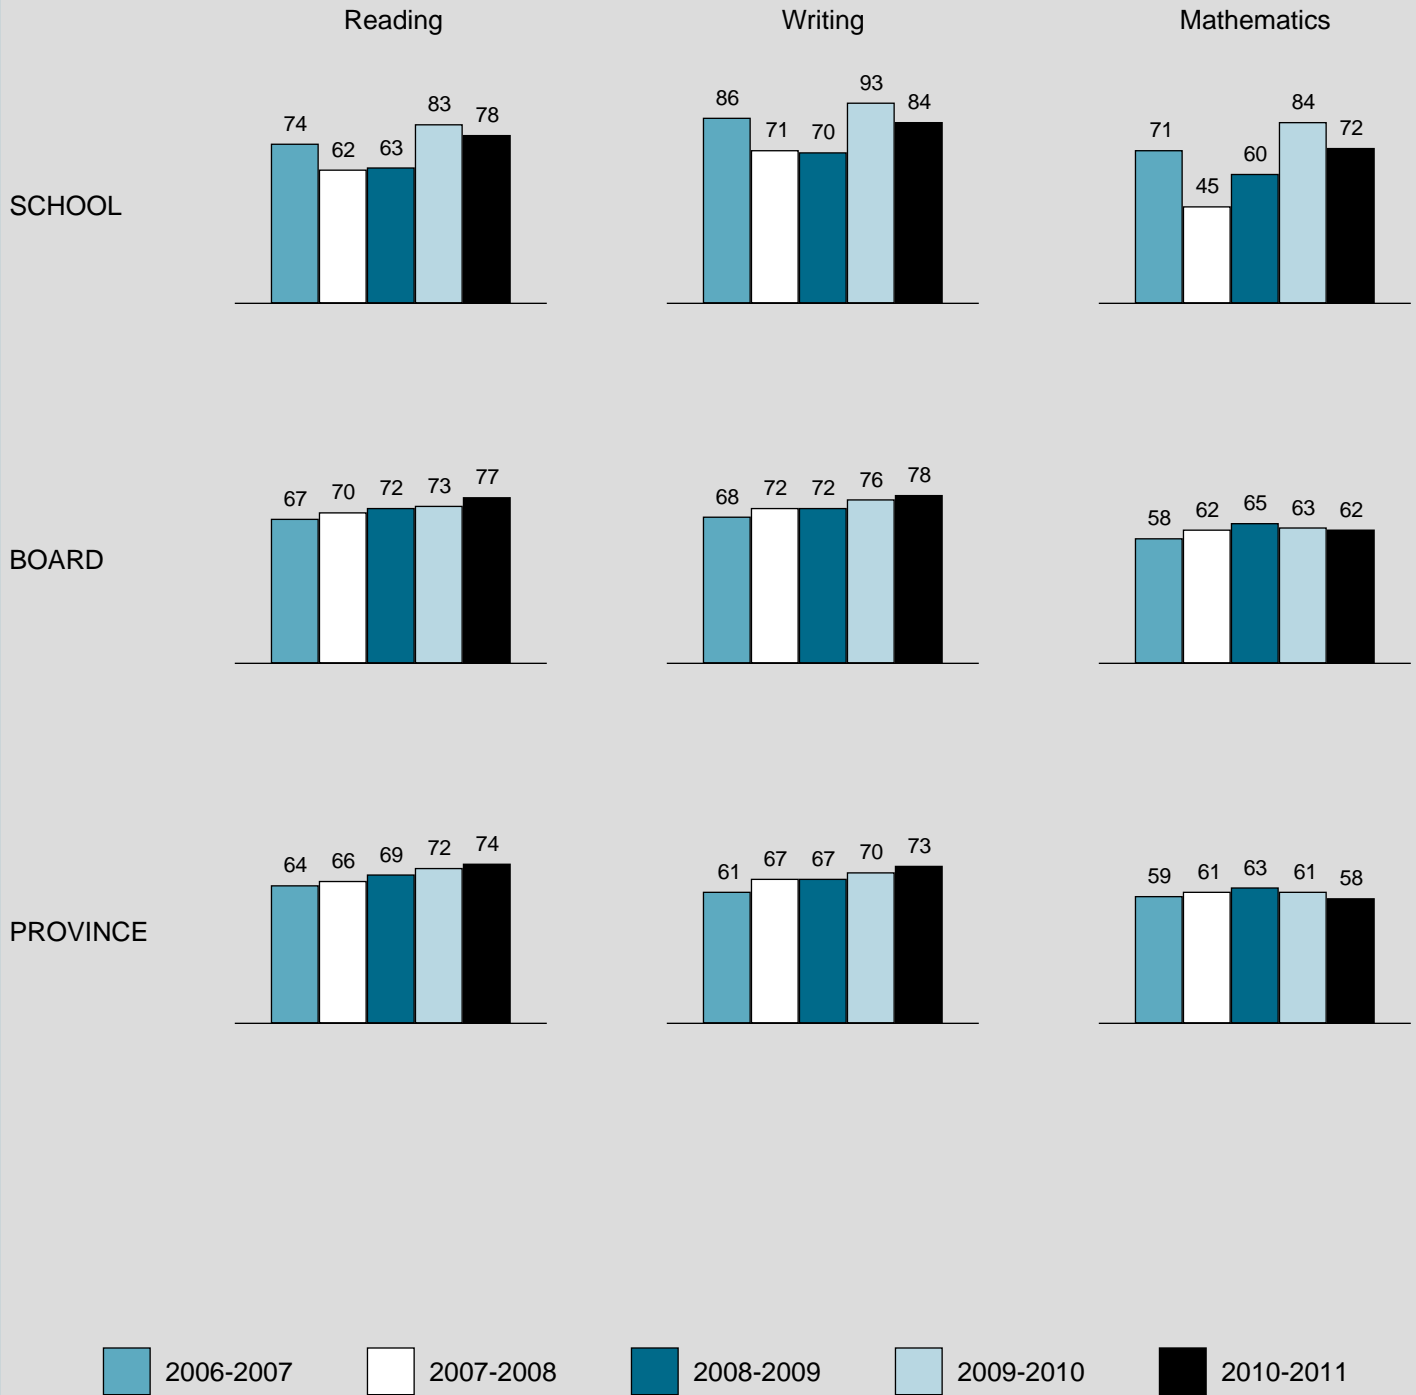 Reading Writing Mathematics
SCHOOL
74 62 63 83 78
86 71 70 93 84
71 45 60 84 72
BOARD
67 70 72 73 77
68 72 72 76 78
58 62 65 63 62
PROVINCE
64 66 69 72 74
61 67 67 70 73
59 61 63 61 58
2006-2007 2007-2008 2008-2009 2009-2010 2010-2011